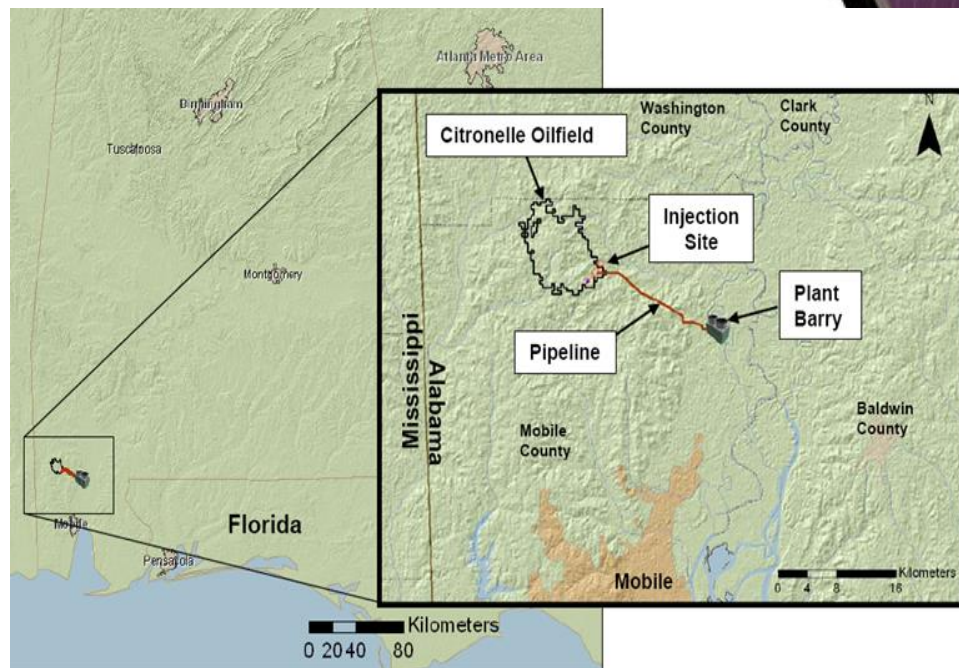 Atlanta Metro Area
Birmingham
Tuscaloosa
Montgomery
Mobile
Pensacola
Florida
Kilometers
0 20 40 80
Washington
County
Clark
County
N
Citronelle Oilfield
Injection
Site
Plant
Barry
Pipeline
Mississippi
Alabama
Mobile
County
Baldwin
County
Mobile
Kilometers
0 4 8 16